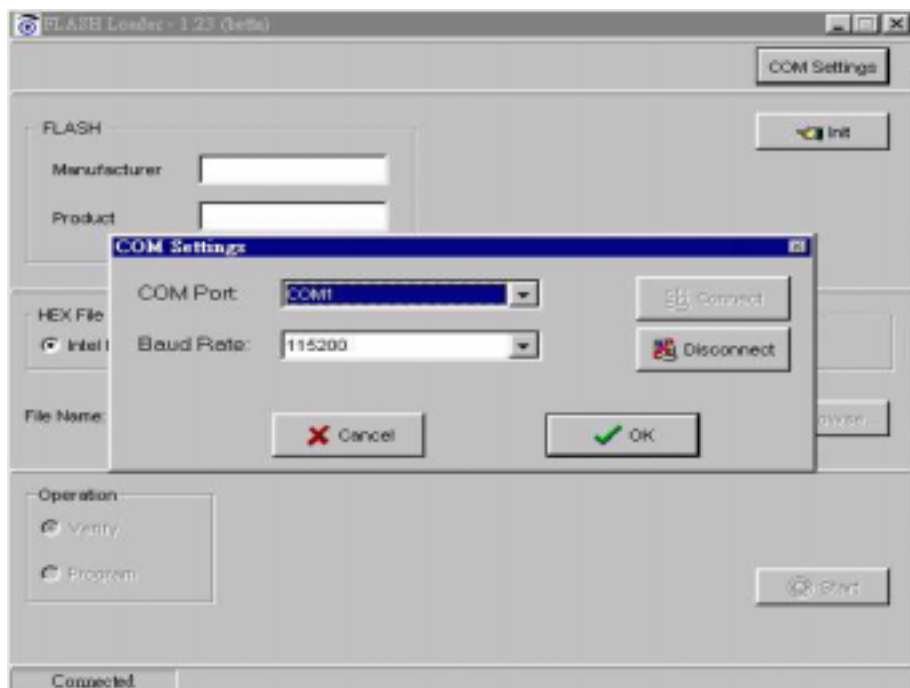 FLASH Loader - 1.23 (betta)
COM Settings
FLASH
Init
Manufacturer
Product
COM Settings
COM Port:
COM1
Connect
HEX File
Intel
Baud Rate:
115200
Disconnect
File Name:
Cancel
OK
Operation
Verify
Program
Start
Connected